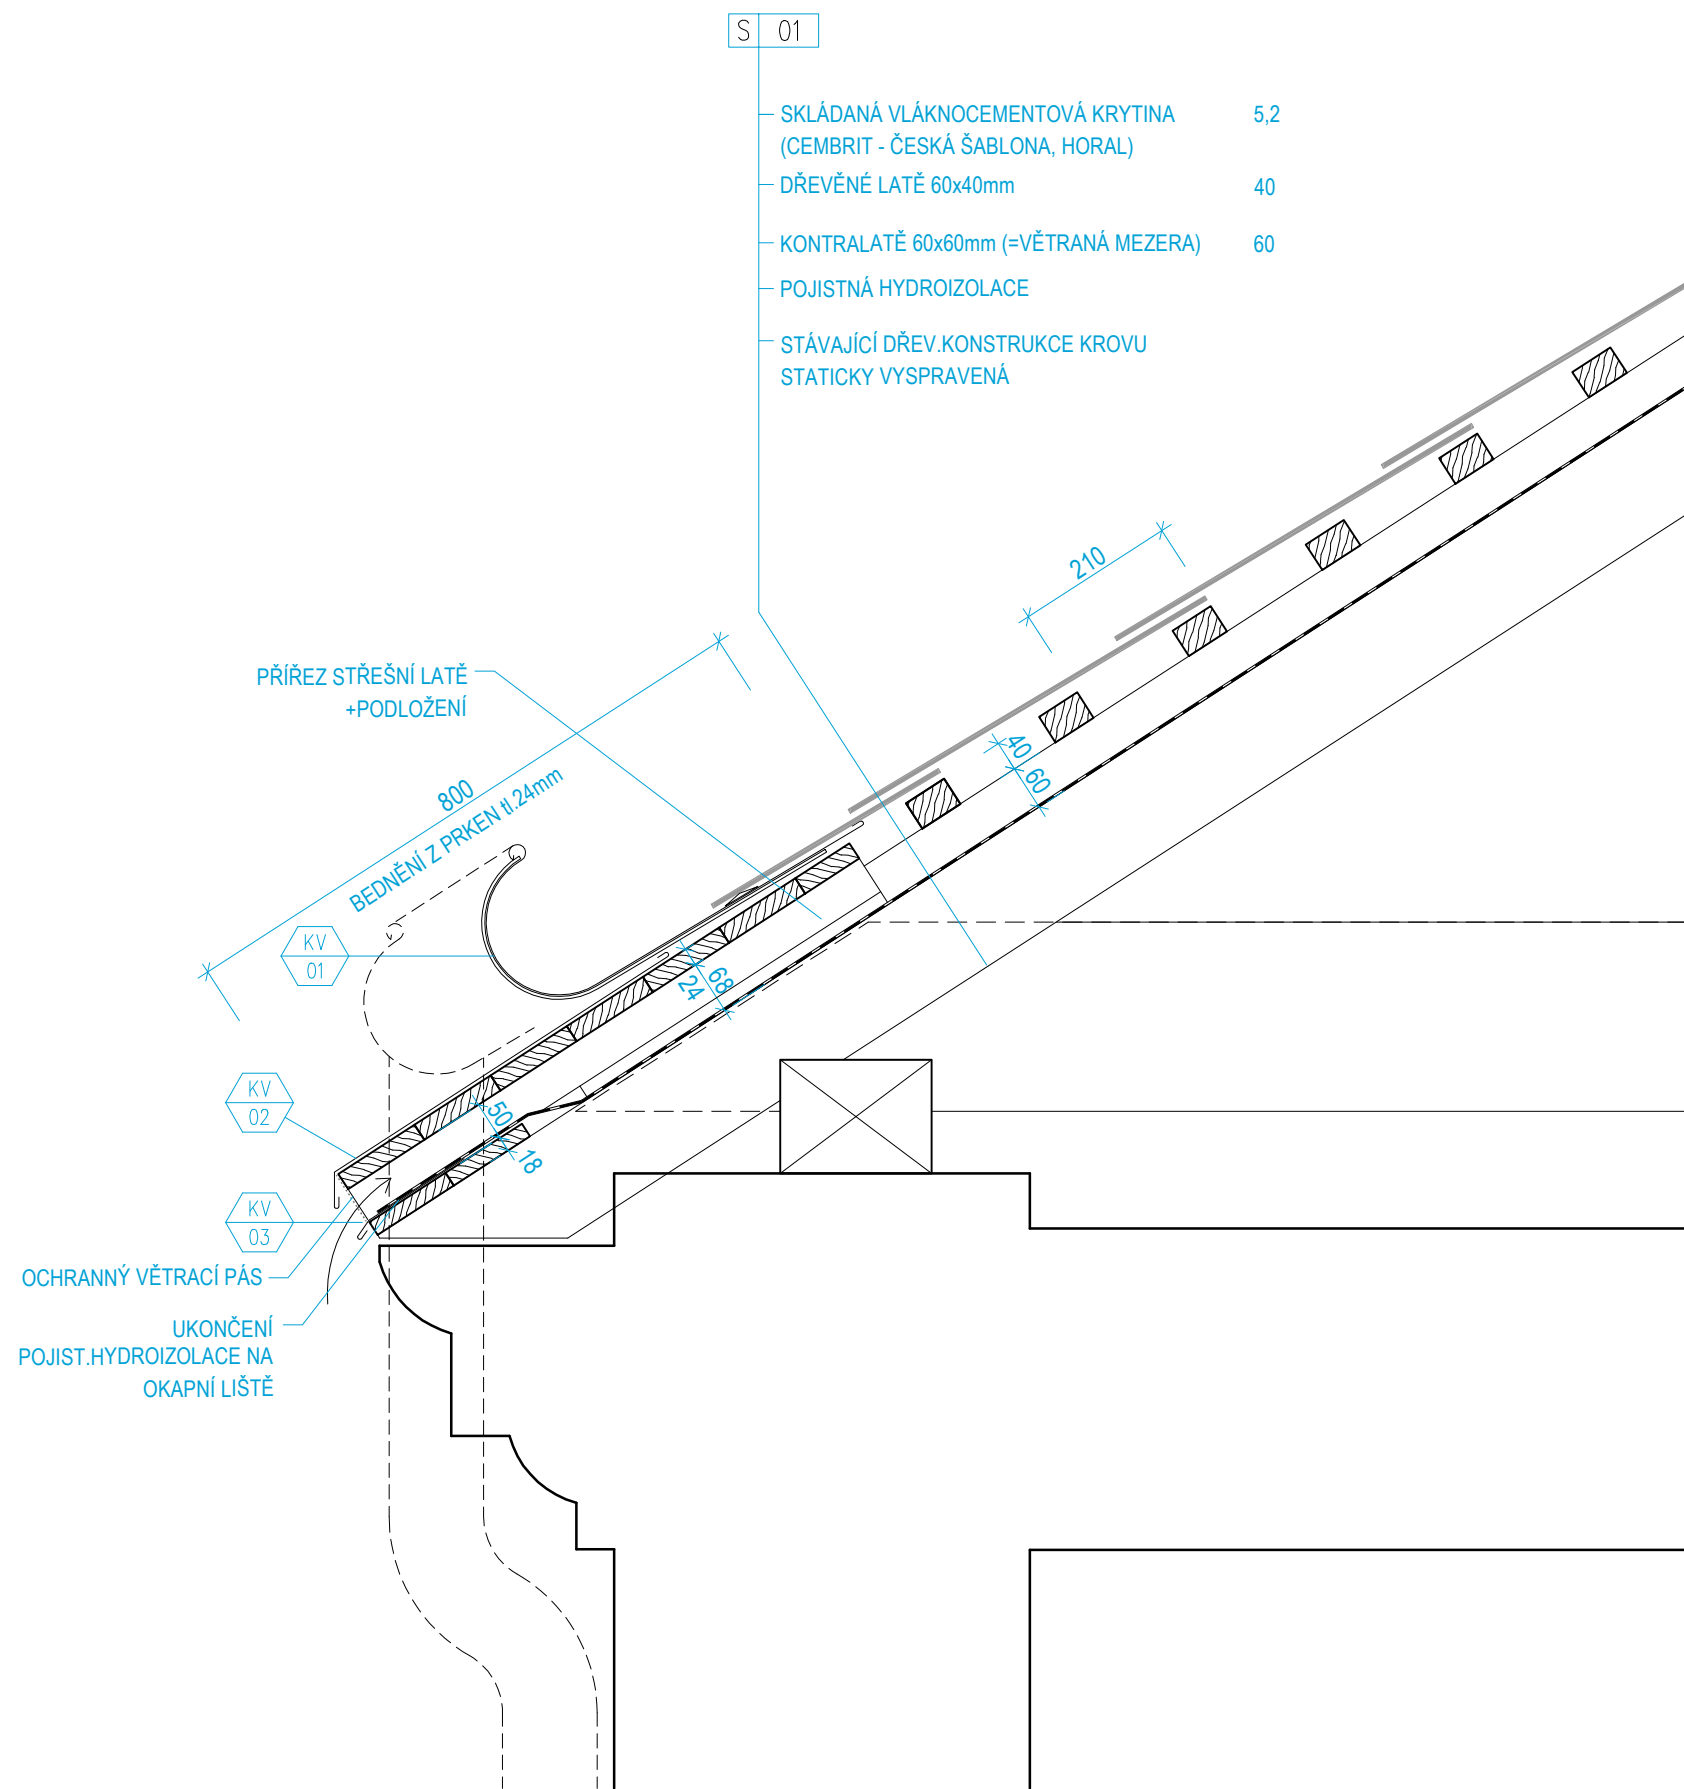 S 01
SKLÁDANÁ VLÁKNOCEMENTOVÁ KRYTINA 5,2
(CEMBRIT - ČESKÁ ŠABLONA, HORAL)
DŘEVĚNÉ LATĚ 60x40mm 40
KONTRALATĚ 60x60mm (=VĚTRANÁ MEZERA) 60
POJISTNÁ HYDROIZOLACE
STÁVAJÍCÍ DŘEV.KONSTRUKCE KROVU
STATICKY VYSPRAVENÁ
210
PŘÍŘEZ STŘEŠNÍ LATĚ
+PODLOŽENÍ
40
60
800
BEDNĚNÍ Z PRKEN tl.24mm
KV
01
68
24
KV
02
50
18
KV
03
OCHRANNÝ VĚTRACÍ PÁS
UKONČENÍ
POJIST.HYDROIZOLACE NA
OKAPNÍ LIŠTĚ